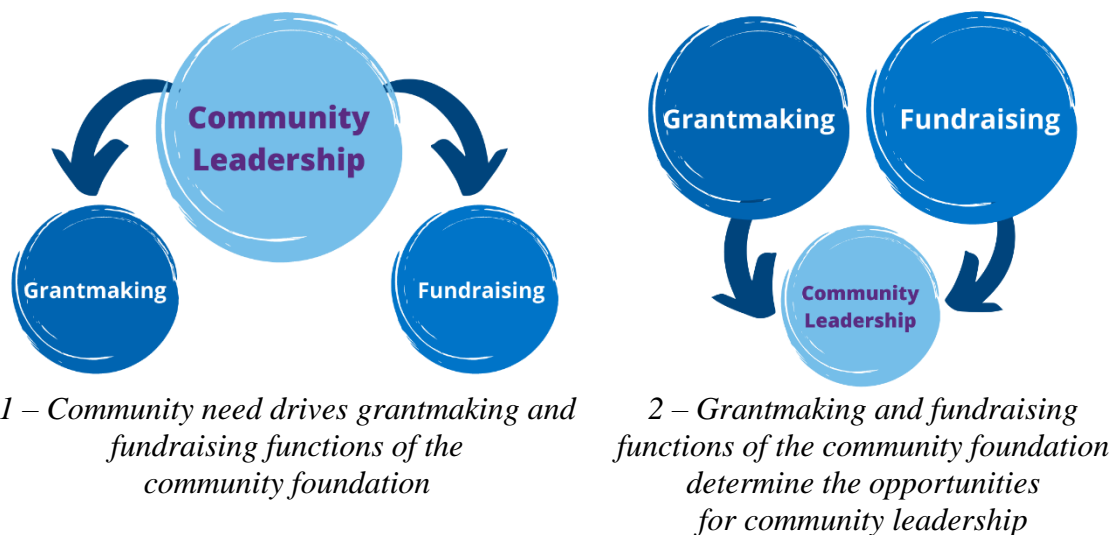 Community
Leadership
Grantmaking
Fundraising
1 – Community need drives grantmaking and
fundraising functions of the
community foundation
Grantmaking
Fundraising
Community
Leadership
2 – Grantmaking and fundraising
functions of the community foundation
determine the opportunities
for community leadership